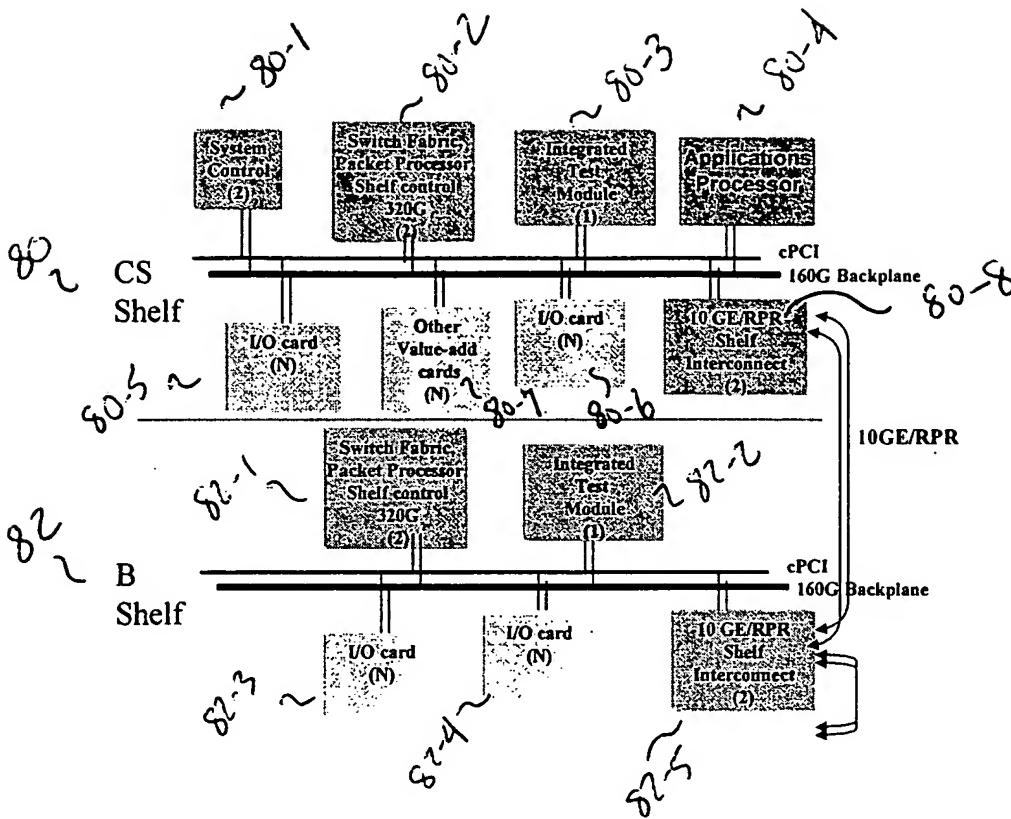 80-1
80-2
80-3
80-4
System
Control
(2)
Switch Fabric
Packet Processor
Shelf control
320G
(2)
Integrated
Test
Module
(1)
Applications
Processor
80
CS
Shelf
cPCI
160G Backplane
80-8
I/O card
(N)
80-5
Other
Value-add
cards
(N)
80-7
I/O card
(N)
80-6
10 GE/RPR
Shelf
Interconnect
(2)
10GE/RPR
82-1
Switch Fabric
Packet Processor
Shelf control
320G
(2)
Integrated
Test
Module
(1)
82-2
82
B
Shelf
cPCI
160G Backplane
I/O card
(N)
82-3
I/O card
(N)
82-4
10 GE/RPR
Shelf
Interconnect
(2)
82-5